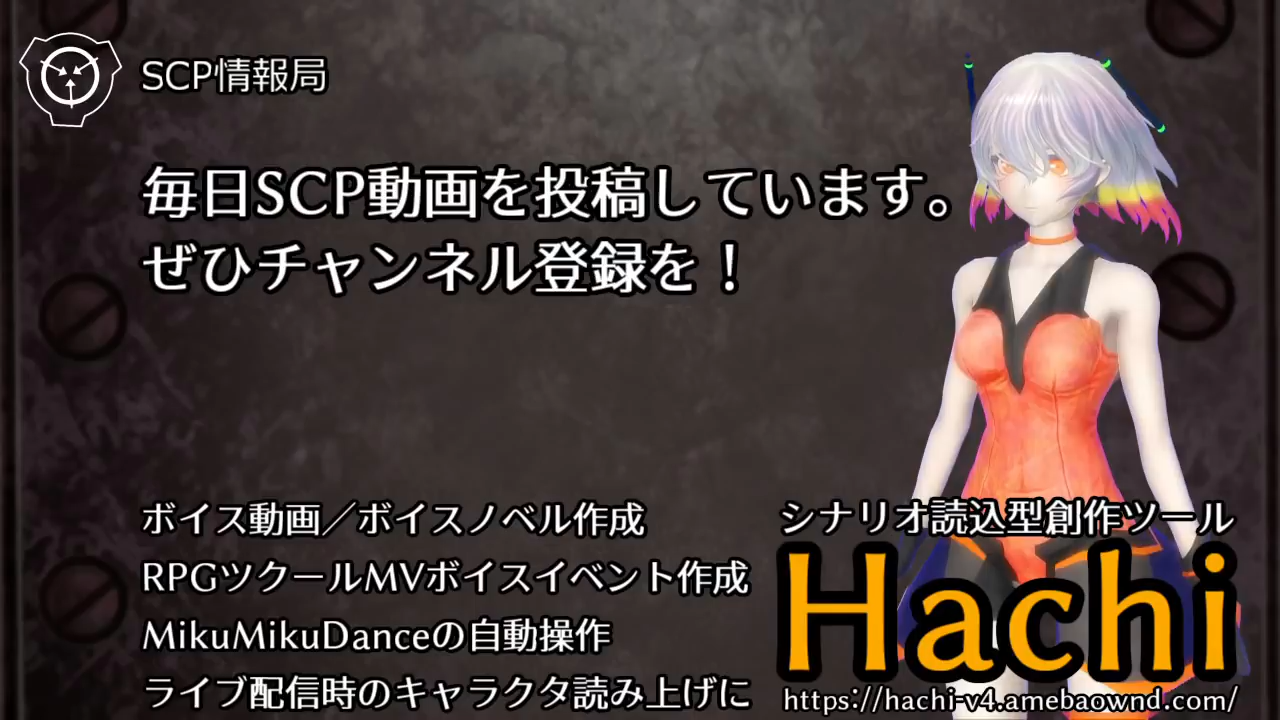 SCP情報局
毎日SCP動画を投稿しています。
ぜひチャンネル登録を！
ボイス動画／ボイスノベル作成
RPGツクールMVボイスイベント作成
MikuMikuDanceの自動操作
ライブ配信時のキャラクタ読み上げに
シナリオ読込型創作ツール
Hachi
https://hachi-v4.amebaownd.com/